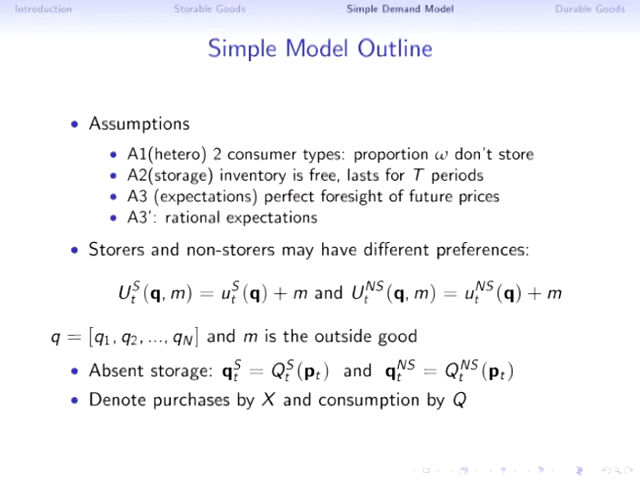 Introduction Storable Goods Simple Demand Model Durable Goods
Simple Model Outline
• Assumptions
• A1(hetero) 2 consumer types: proportion ω don't store
• A2(storage) inventory is free, lasts for T periods
• A3 (expectations) perfect foresight of future prices
• A3': rational expectations
• Storers and non-storers may have different preferences:
U_t^S(q, m) = u_t^S(q) + m and U_t^NS(q, m) = u_t^NS(q) + m
q = [q₁, q₂, ..., q_N] and m is the outside good
• Absent storage: q_t^S = Q_t^S(p_t) and q_t^NS = Q_t^NS(p_t)
• Denote purchases by X and consumption by Q